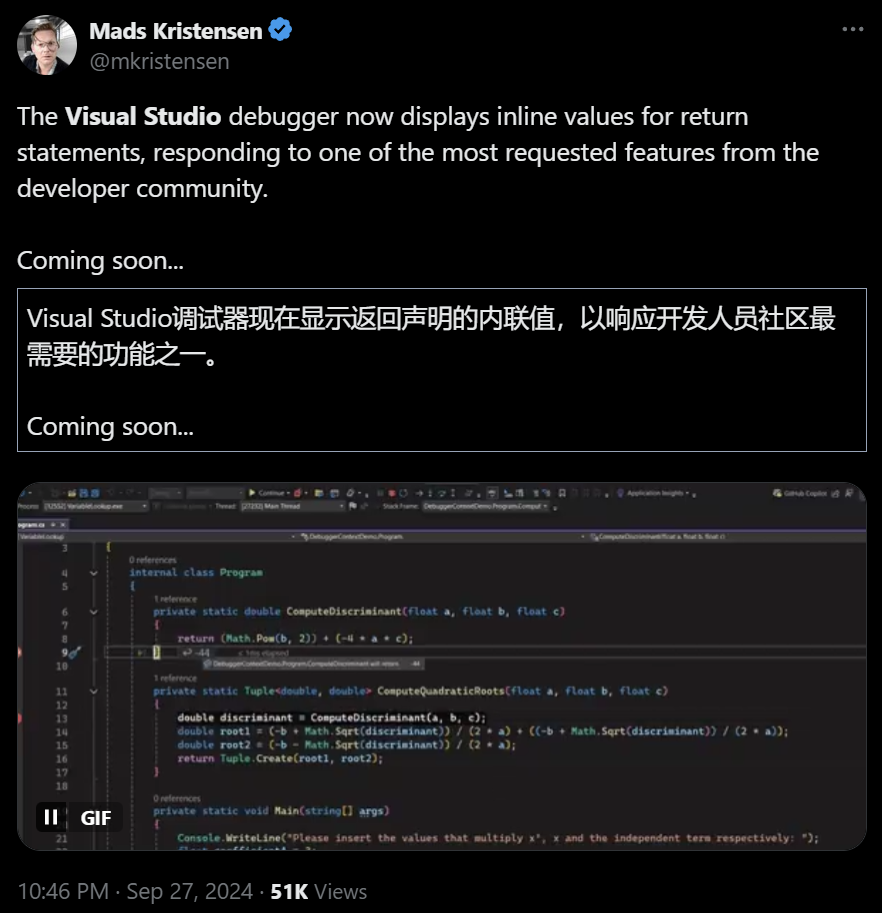 Mads Kristensen
@mkristensen
The Visual Studio debugger now displays inline values for return
statements, responding to one of the most requested features from the
developer community.
Coming soon...
Visual Studio调试器现在显示返回声明的内联值，以响应开发人员社区最
需要的功能之一。
Coming soon...
Continue
Application Insights
GitHub Copilot
Process [12552] VariableLookup.exe Thread: [27232] Main Thread Stack Frame: DebuggerContextDemo.Program.Comput
ogram.cs
VariableLookup DebuggerContextDemo.Program ComputeDiscriminant(float a, float b, float c)
3 {
0 references
4 internal class Program
5 {
1 reference
6 private static double ComputeDiscriminant(float a, float b, float c)
7 {
8 return (Math.Pow(b, 2)) + (-4 * a * c);
9 } -44 elapsed
DebuggerContextDemo.Program.ComputeDiscriminant will return -44
10
1 reference
11 private static Tuple<double, double> ComputeQuadraticRoots(float a, float b, float c)
12 {
13 double discriminant = ComputeDiscriminant(a, b, c);
14 double root1 = (-b + Math.Sqrt(discriminant)) / (2 * a) + ((-b + Math.Sqrt(discriminant)) / (2 * a));
15 double root2 = (-b - Math.Sqrt(discriminant)) / (2 * a);
16 return Tuple.Create(root1, root2);
17 }
18
0 references
private static void Main(string[] args)
{
21 Console.WriteLine("Please insert the values that multiply x², x and the independent term respectively: ");
GIF
10:46 PM · Sep 27, 2024 · 51K Views